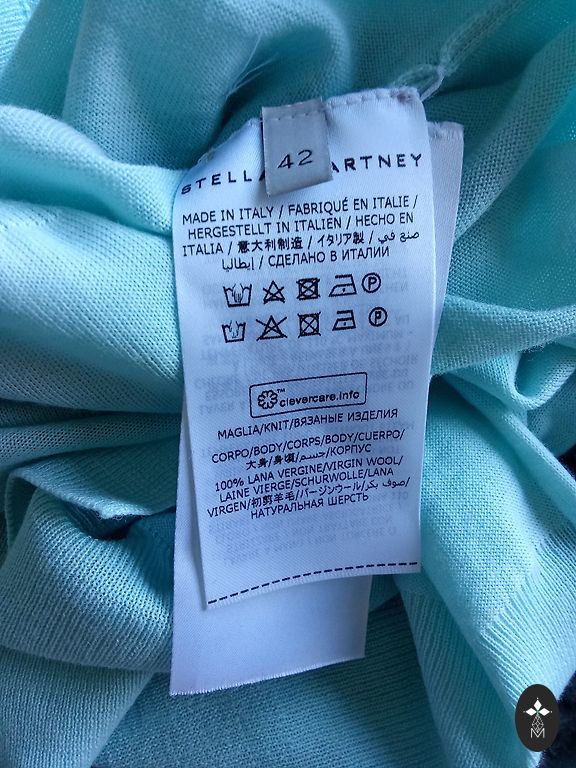 42
STELLA ARTNEY
MADE IN ITALY / FABRIQUÉ EN ITALIE /
HERGESTELLT IN ITALIEN / HECHO EN
ITALIA / 意大利制造 / イタリア製 / صنع في
إيطاليا / СДЕЛАНО В ИТАЛИИ
P
P
clevercare.info
™
MAGLIA/KNIT/ВЯЗАНЫЕ ИЗДЕЛИЯ
CORPO/BODY/CORPS/BODY/CUERPO/
大身/身頃/جسم/КОРПУС
100% LANA VERGINE/VIRGIN WOOL/
LAINE VIERGE/SCHURWOLLE/LANA
VIRGEN/初剪羊毛/バージンウール/صوف بكر/
НАТУРАЛЬНАЯ ШЕРСТЬ
M